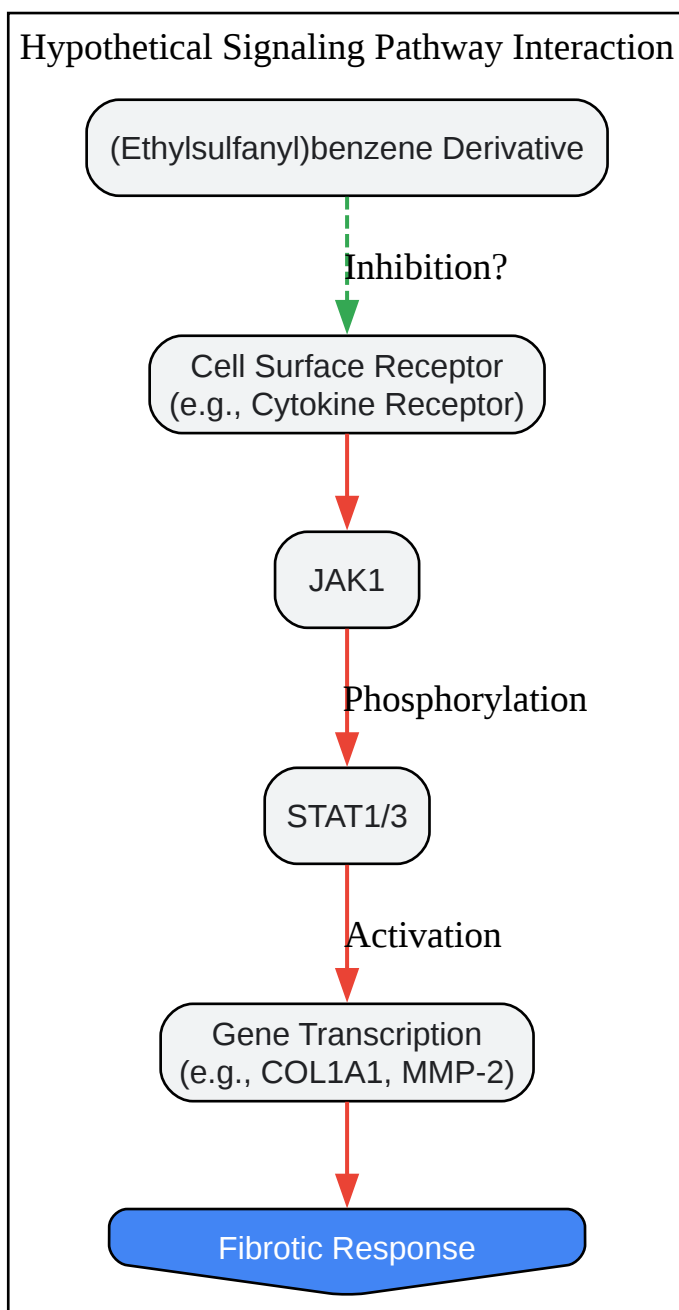 Hypothetical Signaling Pathway Interaction
(Ethylsulfanyl)benzene Derivative
Inhibition?
Cell Surface Receptor
(e.g., Cytokine Receptor)
JAK1
Phosphorylation
STAT1/3
Activation
Gene Transcription
(e.g., COL1A1, MMP-2)
Fibrotic Response